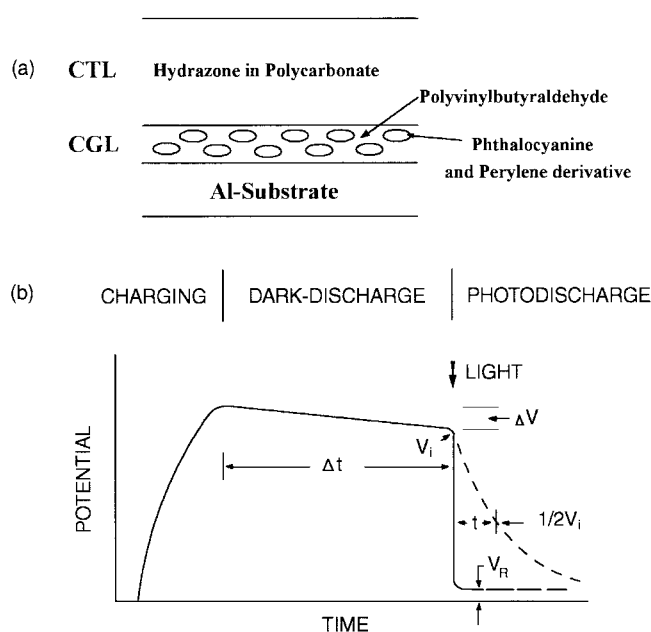 (a) CTL Hydrazone in Polycarbonate
Polyvinylbutyraldehyde
CGL Phthalocyanine
and Perylene derivative
Al-Substrate
(b) CHARGING DARK-DISCHARGE PHOTODISCHARGE
LIGHT
ΔV
Vi
Δt
t 1/2Vi
VR
POTENTIAL
TIME